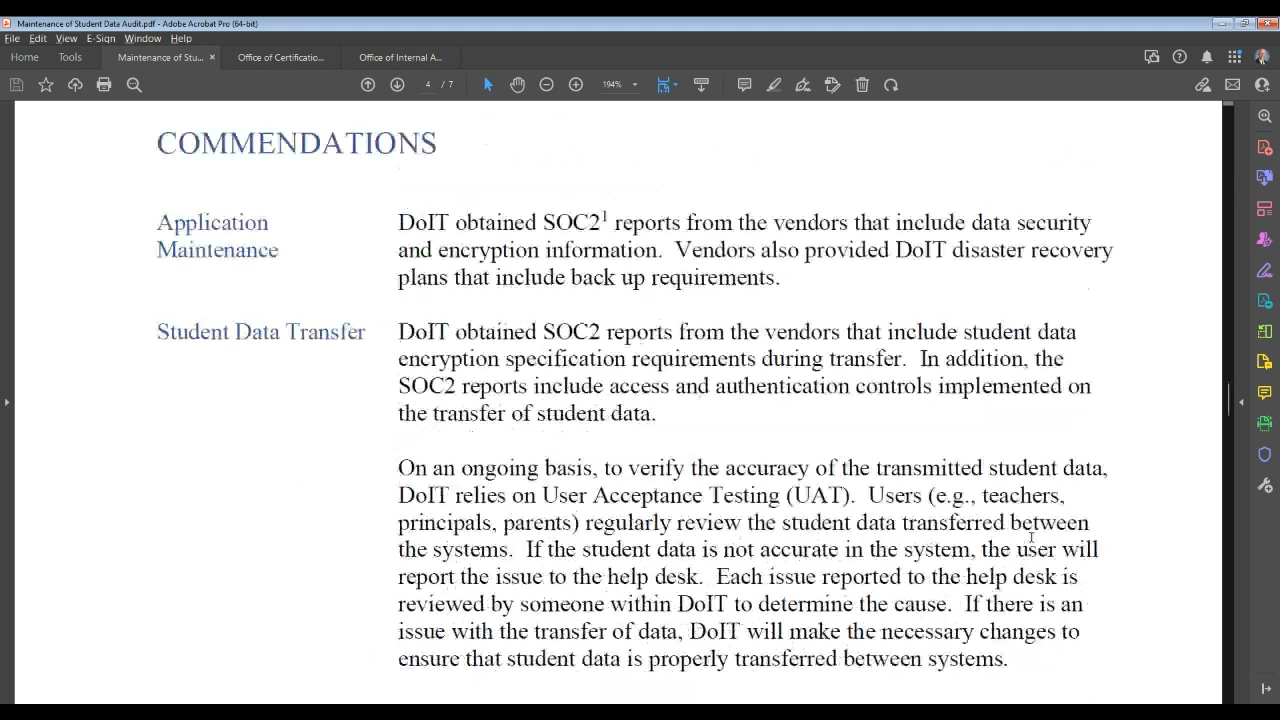 Maintenance of Student Data Audit.pdf - Adobe Acrobat Pro (64-bit)
File Edit View E-Sign Window Help
Home Tools Maintenance of Stu... × Office of Certificatio... Office of Internal A...
4 / 7 194%
COMMENDATIONS
Application DoIT obtained SOC2¹ reports from the vendors that include data security
Maintenance and encryption information. Vendors also provided DoIT disaster recovery
plans that include back up requirements.
Student Data Transfer DoIT obtained SOC2 reports from the vendors that include student data
encryption specification requirements during transfer. In addition, the
SOC2 reports include access and authentication controls implemented on
the transfer of student data.
On an ongoing basis, to verify the accuracy of the transmitted student data,
DoIT relies on User Acceptance Testing (UAT). Users (e.g., teachers,
principals, parents) regularly review the student data transferred between
the systems. If the student data is not accurate in the system, the user will
report the issue to the help desk. Each issue reported to the help desk is
reviewed by someone within DoIT to determine the cause. If there is an
issue with the transfer of data, DoIT will make the necessary changes to
ensure that student data is properly transferred between systems.